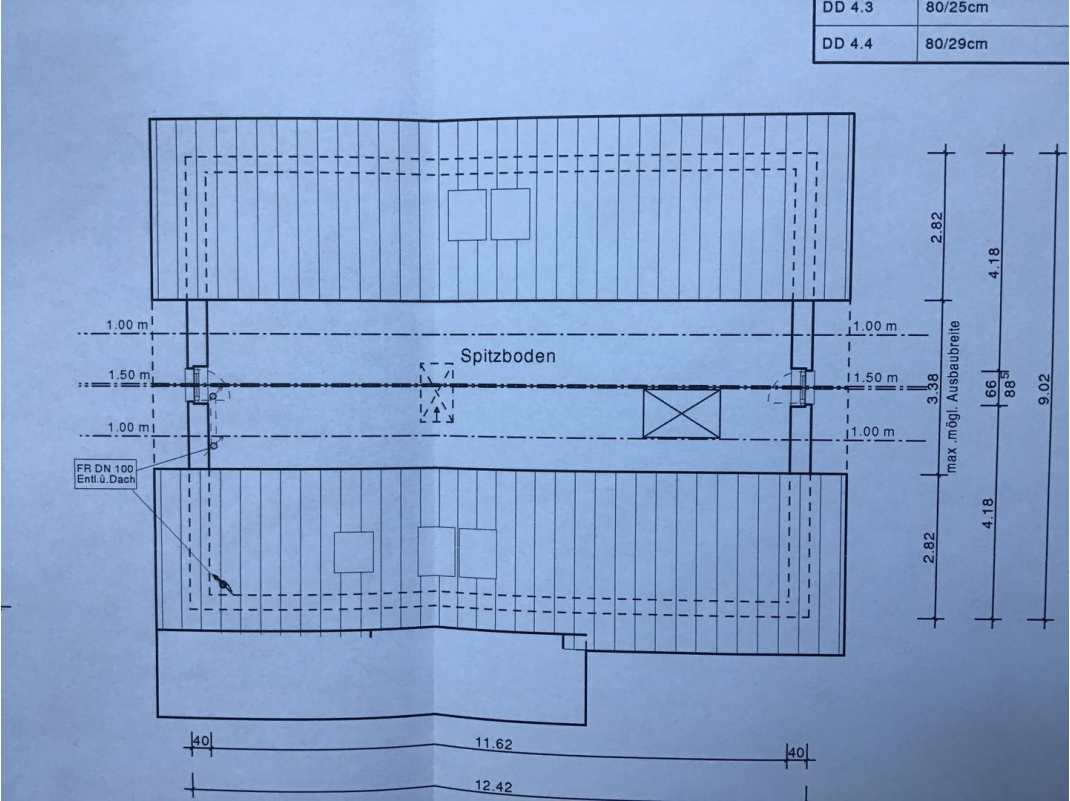 DD 4.3 80/25cm
DD 4.4 80/29cm
2.82
4.18
1.00 m
1.00 m
Spitzboden
1.50 m
1.50 m
3.38
max .mögl. Ausbaubreite
66
88⁵
9.02
1.00 m
1.00 m
FR DN 100
Entl.ü.Dach
2.82
4.18
40
11.62
40
12.42